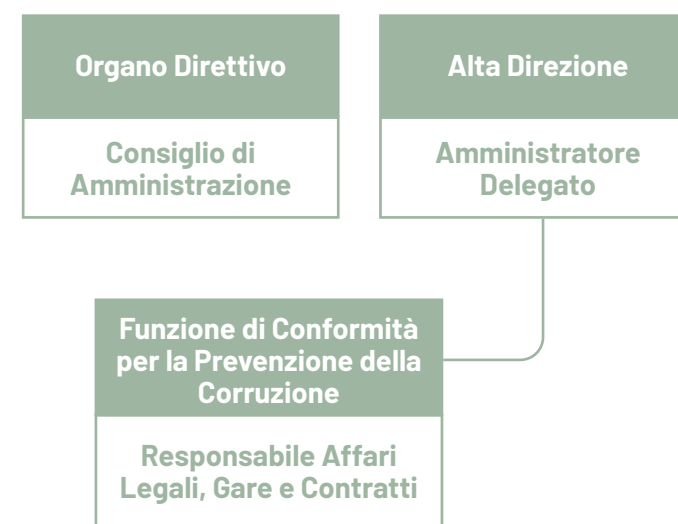 Organo Direttivo
Consiglio di
Amministrazione
Alta Direzione
Amministratore
Delegato
Funzione di Conformità
per la Prevenzione della
Corruzione
Responsabile Affari
Legali, Gare e Contratti